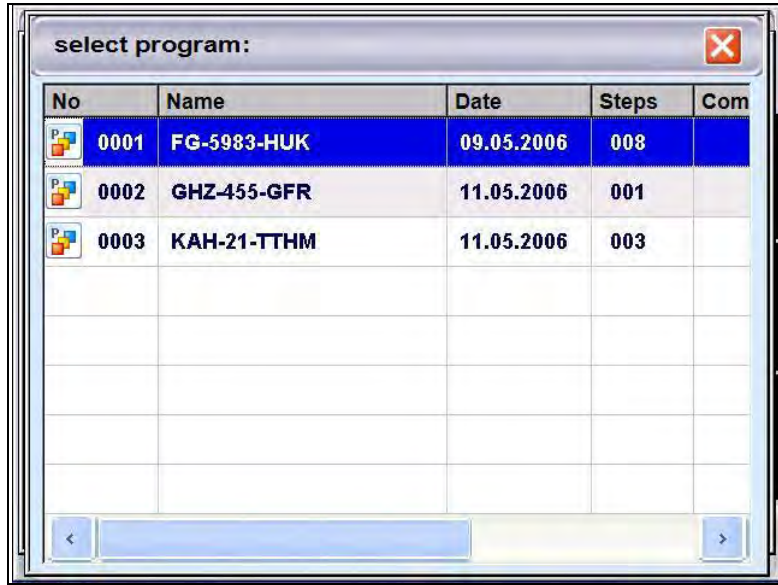 select program:
No Name Date Steps Com
P 0001 FG-5983-HUK 09.05.2006 008
P 0002 GHZ-455-GFR 11.05.2006 001
P 0003 KAH-21-TTHM 11.05.2006 003